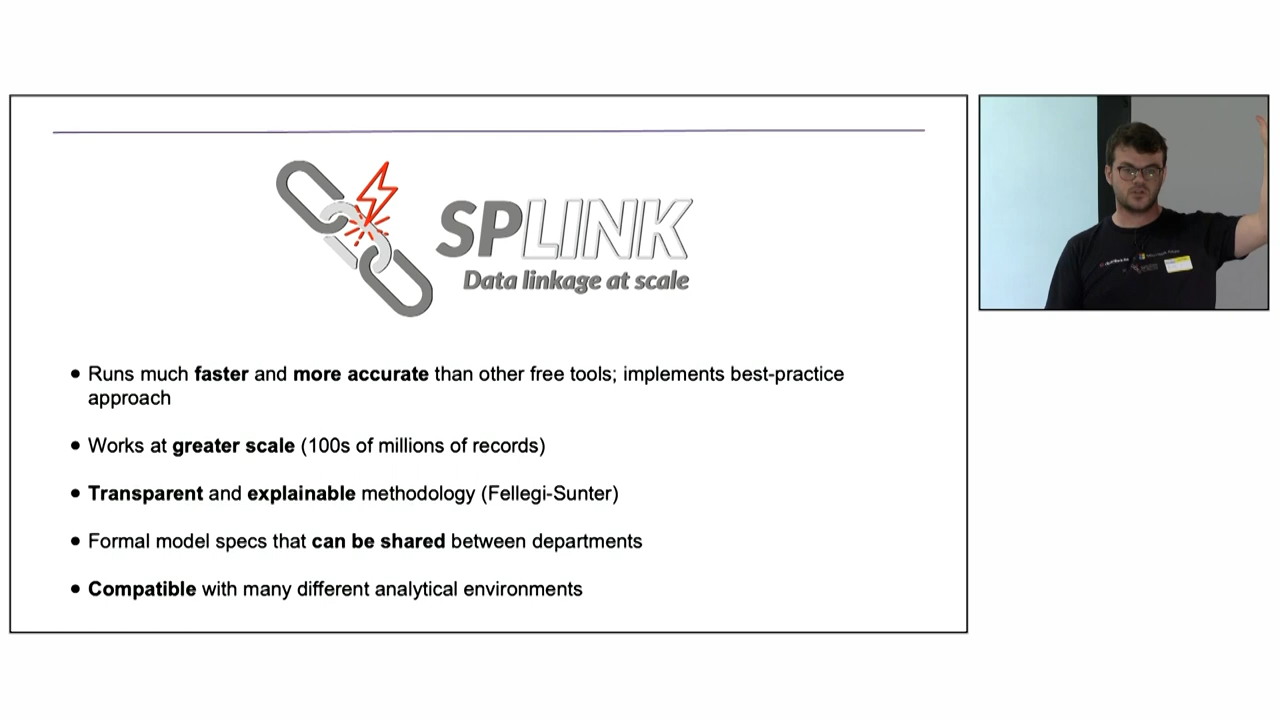 SPLINK
Data linkage at scale
● Runs much faster and more accurate than other free tools; implements best-practice
approach
● Works at greater scale (100s of millions of records)
● Transparent and explainable methodology (Fellegi-Sunter)
● Formal model specs that can be shared between departments
● Compatible with many different analytical environments